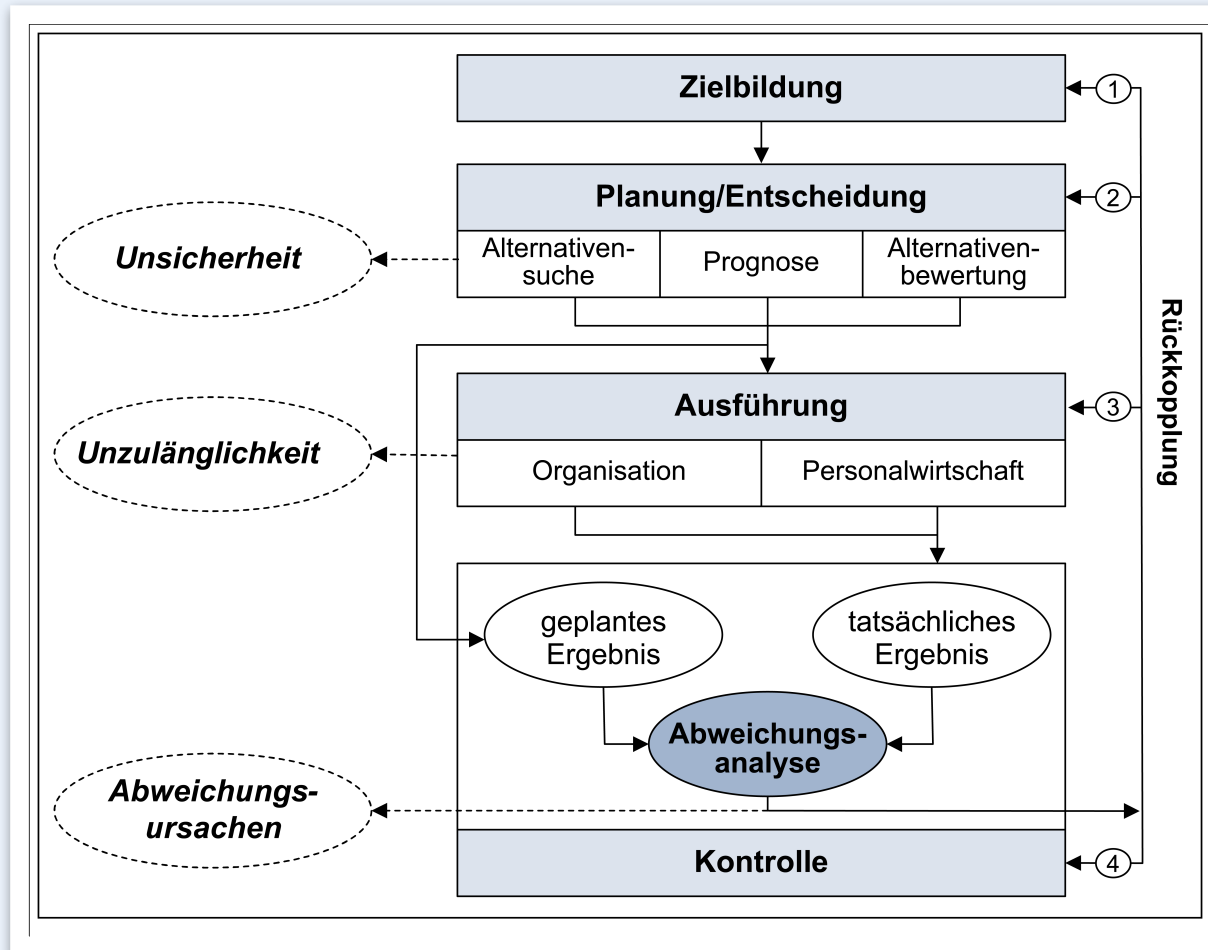 Zielbildung
1
Planung/Entscheidung
2
Alternativen-
suche
Prognose
Alternativen-
bewertung
Unsicherheit
Rückkopplung
Ausführung
3
Organisation
Personalwirtschaft
Unzulänglichkeit
geplantes
Ergebnis
tatsächliches
Ergebnis
Abweichungs-
analyse
Abweichungs-
ursachen
Kontrolle
4